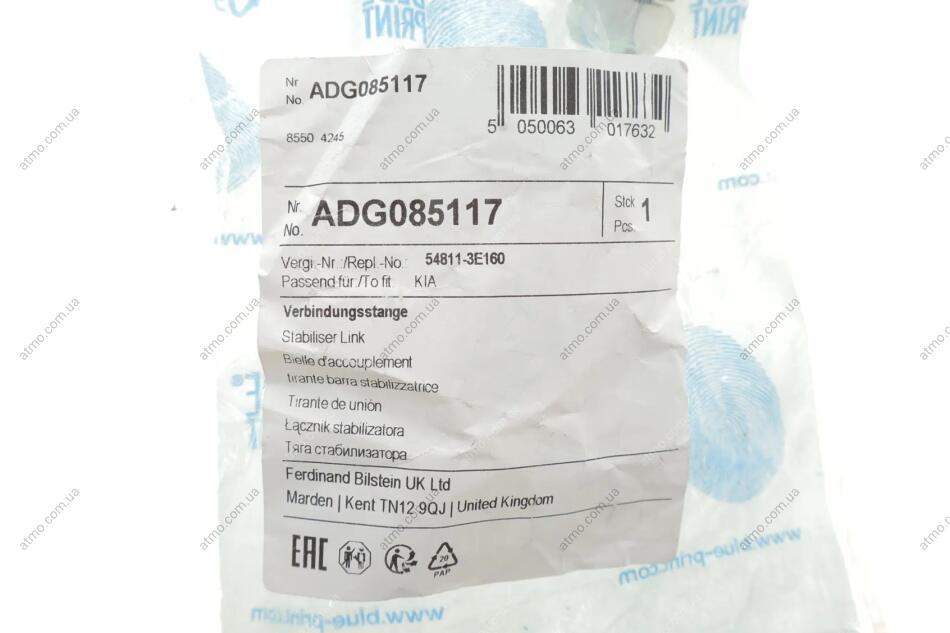 BLUE PRINT
Nr No. ADG085117
5 050063 017632
8550 4245
Nr. No. ADG085117 Stck Pcs. 1
Vergl.-Nr.:/Repl.-No.: 54811-3E160
Passend für/To fit KIA
Verbindungsstange
Stabiliser Link
Bielle d'accouplement
tirante barra stabilizzatrice
Tirante de unión
Łącznik stabilizatora
Тяга стабилизатора
Ferdinand Bilstein UK Ltd
Marden | Kent TN12 9QJ | United Kingdom
EAC
20
PAP
www.blue-print.com
www.blue-print.com
atmo.com.ua